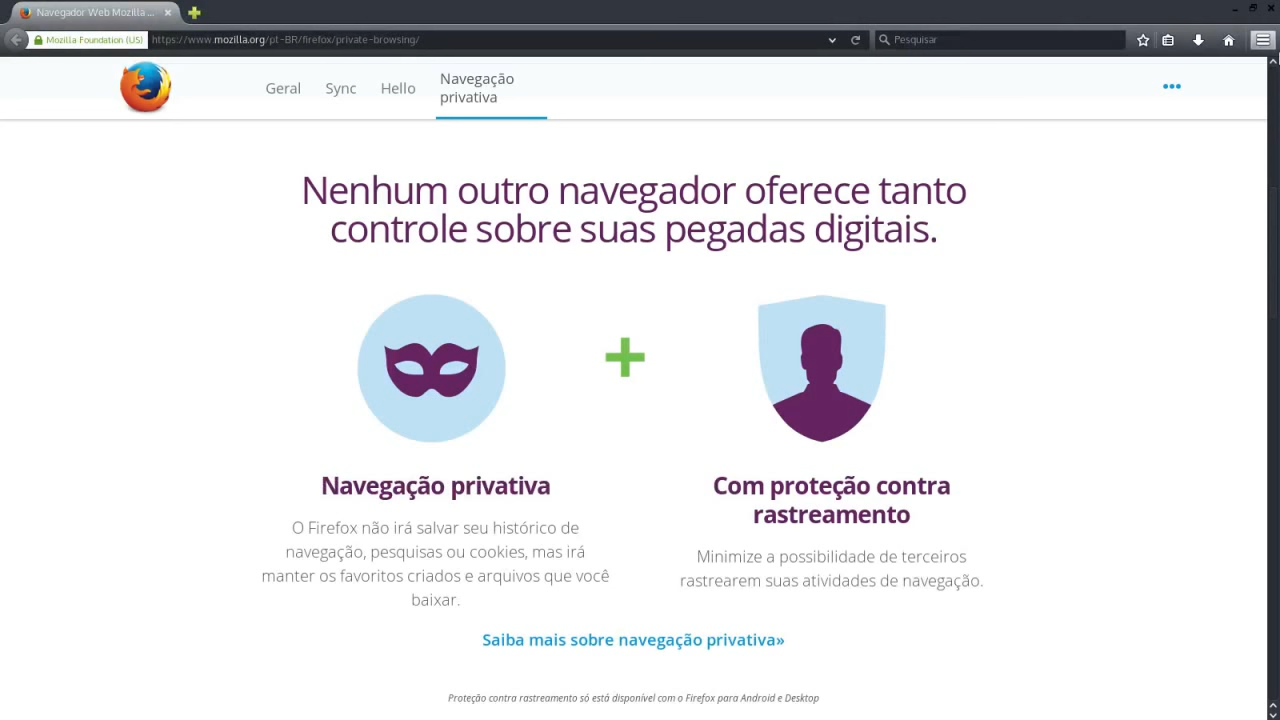 Navegador Web Mozilla ...
Mozilla Foundation (US)
https://www.mozilla.org/pt-BR/firefox/private-browsing/
Pesquisar
Geral
Sync
Hello
Navegação
privativa
Nenhum outro navegador oferece tanto
controle sobre suas pegadas digitais.
Navegação privativa
O Firefox não irá salvar seu histórico de
navegação, pesquisas ou cookies, mas irá
manter os favoritos criados e arquivos que você
baixar.
Com proteção contra
rastreamento
Minimize a possibilidade de terceiros
rastrearem suas atividades de navegação.
Saiba mais sobre navegação privativa»
Proteção contra rastreamento só está disponível com o Firefox para Android e Desktop